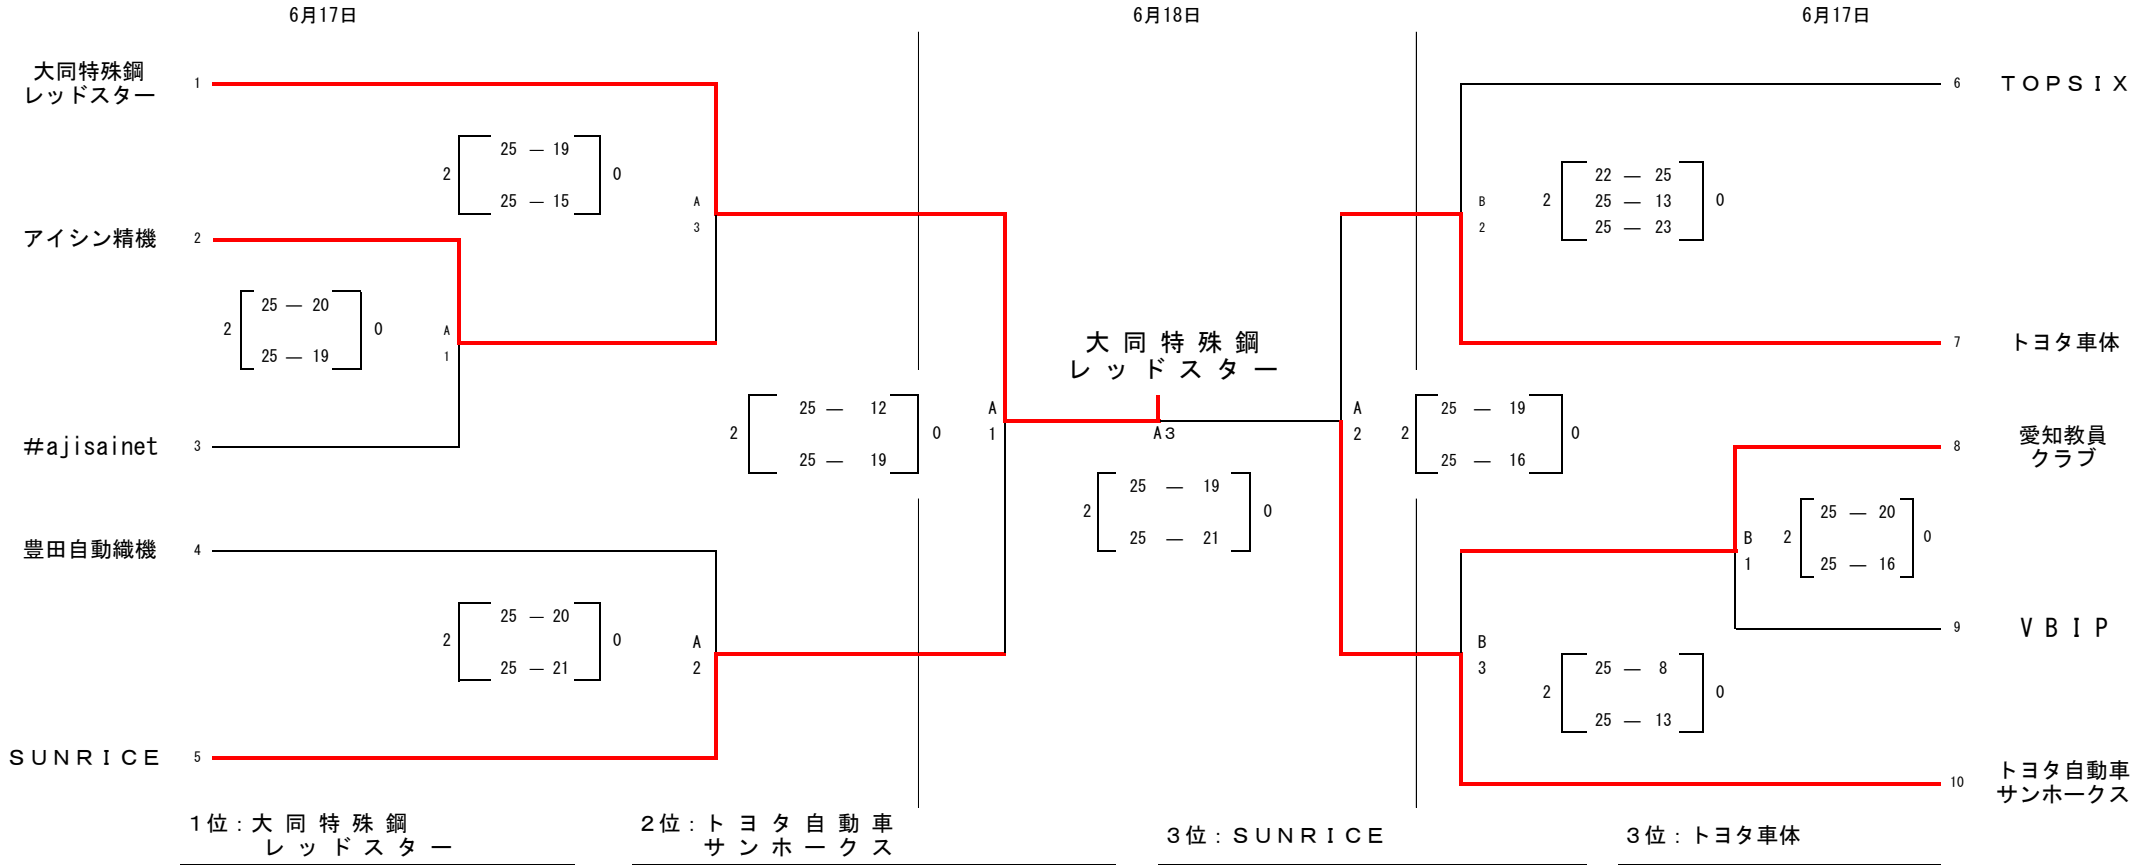 6月17日
6月18日
6月17日
大同特殊鋼
レッドスター
1
アイシン精機
2
#ajisainet
3
豊田自動織機
4
SUNRICE
5
2
25 ― 19
25 ― 15
0
A
3
2
25 ― 20
25 ― 19
0
A
1
2
25 ― 20
25 ― 21
0
A
2
2
25 ― 12
25 ― 19
0
A
1
大同特殊鋼
レッドスター
A3
2
25 ― 19
25 ― 21
0
A
2
2
25 ― 19
25 ― 16
0
B
2
2
22 ― 25
25 ― 13
25 ― 23
0
B
1
2
25 ― 20
25 ― 16
0
B
3
2
25 ― 8
25 ― 13
0
6
TOPSIX
7
トヨタ車体
8
愛知教員
クラブ
9
VBIP
10
トヨタ自動車
サンホークス
1位:大同特殊鋼
レッドスター
2位:トヨタ自動車
サンホークス
3位:SUNRICE
3位:トヨタ車体